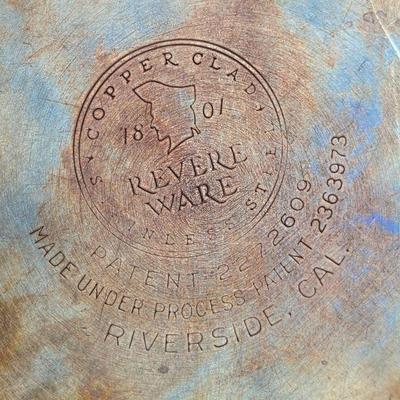 COPPER CLAD
1801
REVERE
WARE
STAINLESS STEEL
PATENT 2272609
MADE UNDER PROCESS PATENT 2363973
RIVERSIDE, CAL.